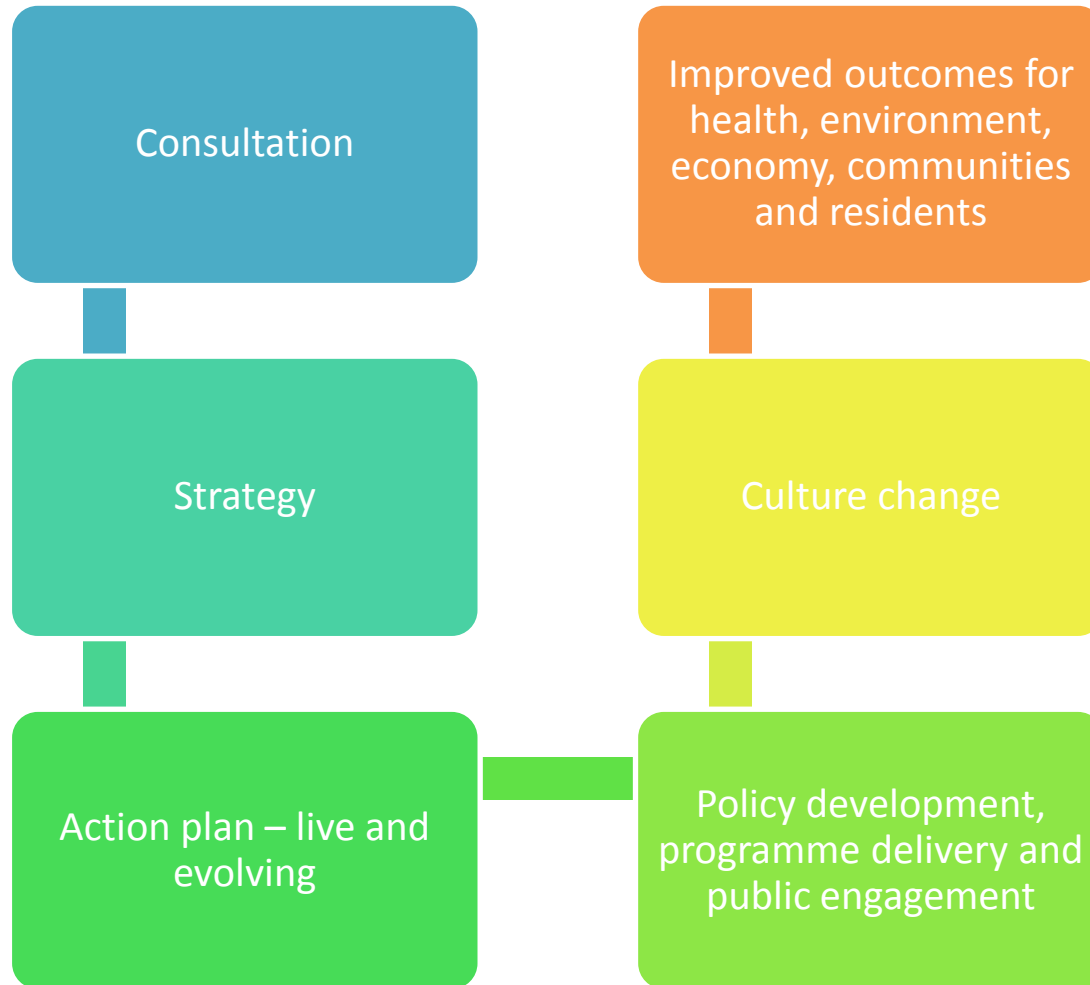 Consultation
Strategy
Action plan – live and
evolving
Policy development,
programme delivery and
public engagement
Culture change
Improved outcomes for
health, environment,
economy, communities
and residents